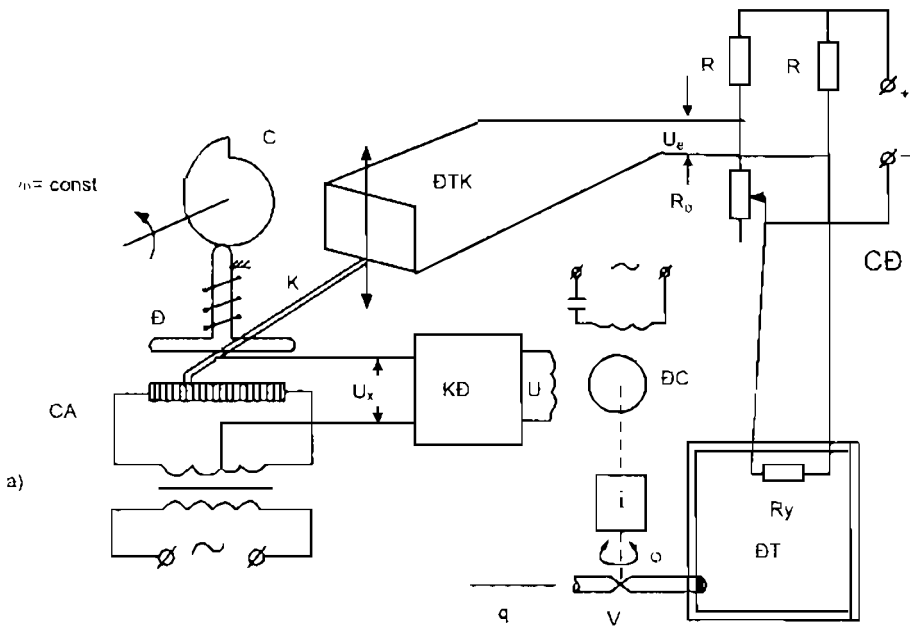 R
R
+
−
C
U_e
ĐTK
= const
R_o
K
CĐ
~
Đ
U_x
KĐ
U
ĐC
CA
a)
i
Ry
ĐT
~
q
V